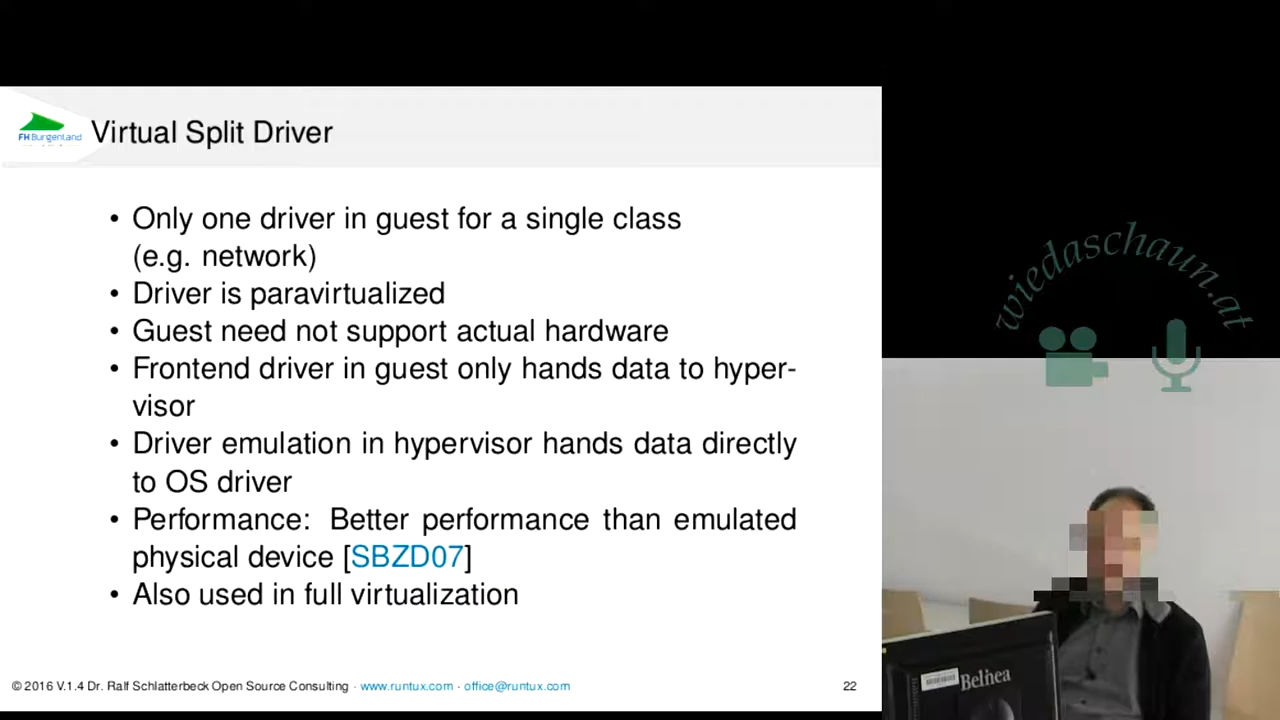 FH Burgenland
Virtual Split Driver
• Only one driver in guest for a single class
(e.g. network)
• Driver is paravirtualized
• Guest need not support actual hardware
• Frontend driver in guest only hands data to hyper-
visor
• Driver emulation in hypervisor hands data directly
to OS driver
• Performance: Better performance than emulated
physical device [SBZD07]
• Also used in full virtualization
© 2016 V.1.4 Dr. Ralf Schlatterbeck Open Source Consulting · www.runtux.com · office@runtux.com
22
wiedaschaun.at
Belinea